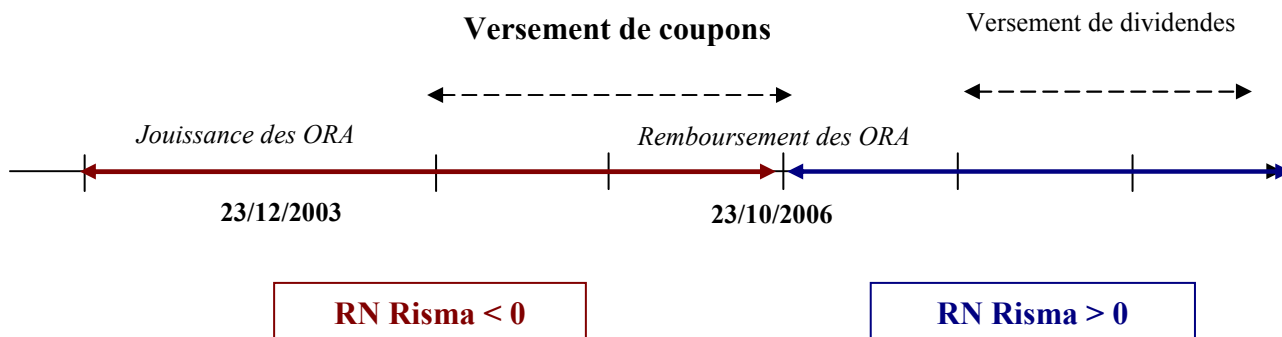 Versement de coupons
Versement de dividendes
Jouissance des ORA
Remboursement des ORA
23/12/2003
23/10/2006
RN Risma < 0
RN Risma > 0